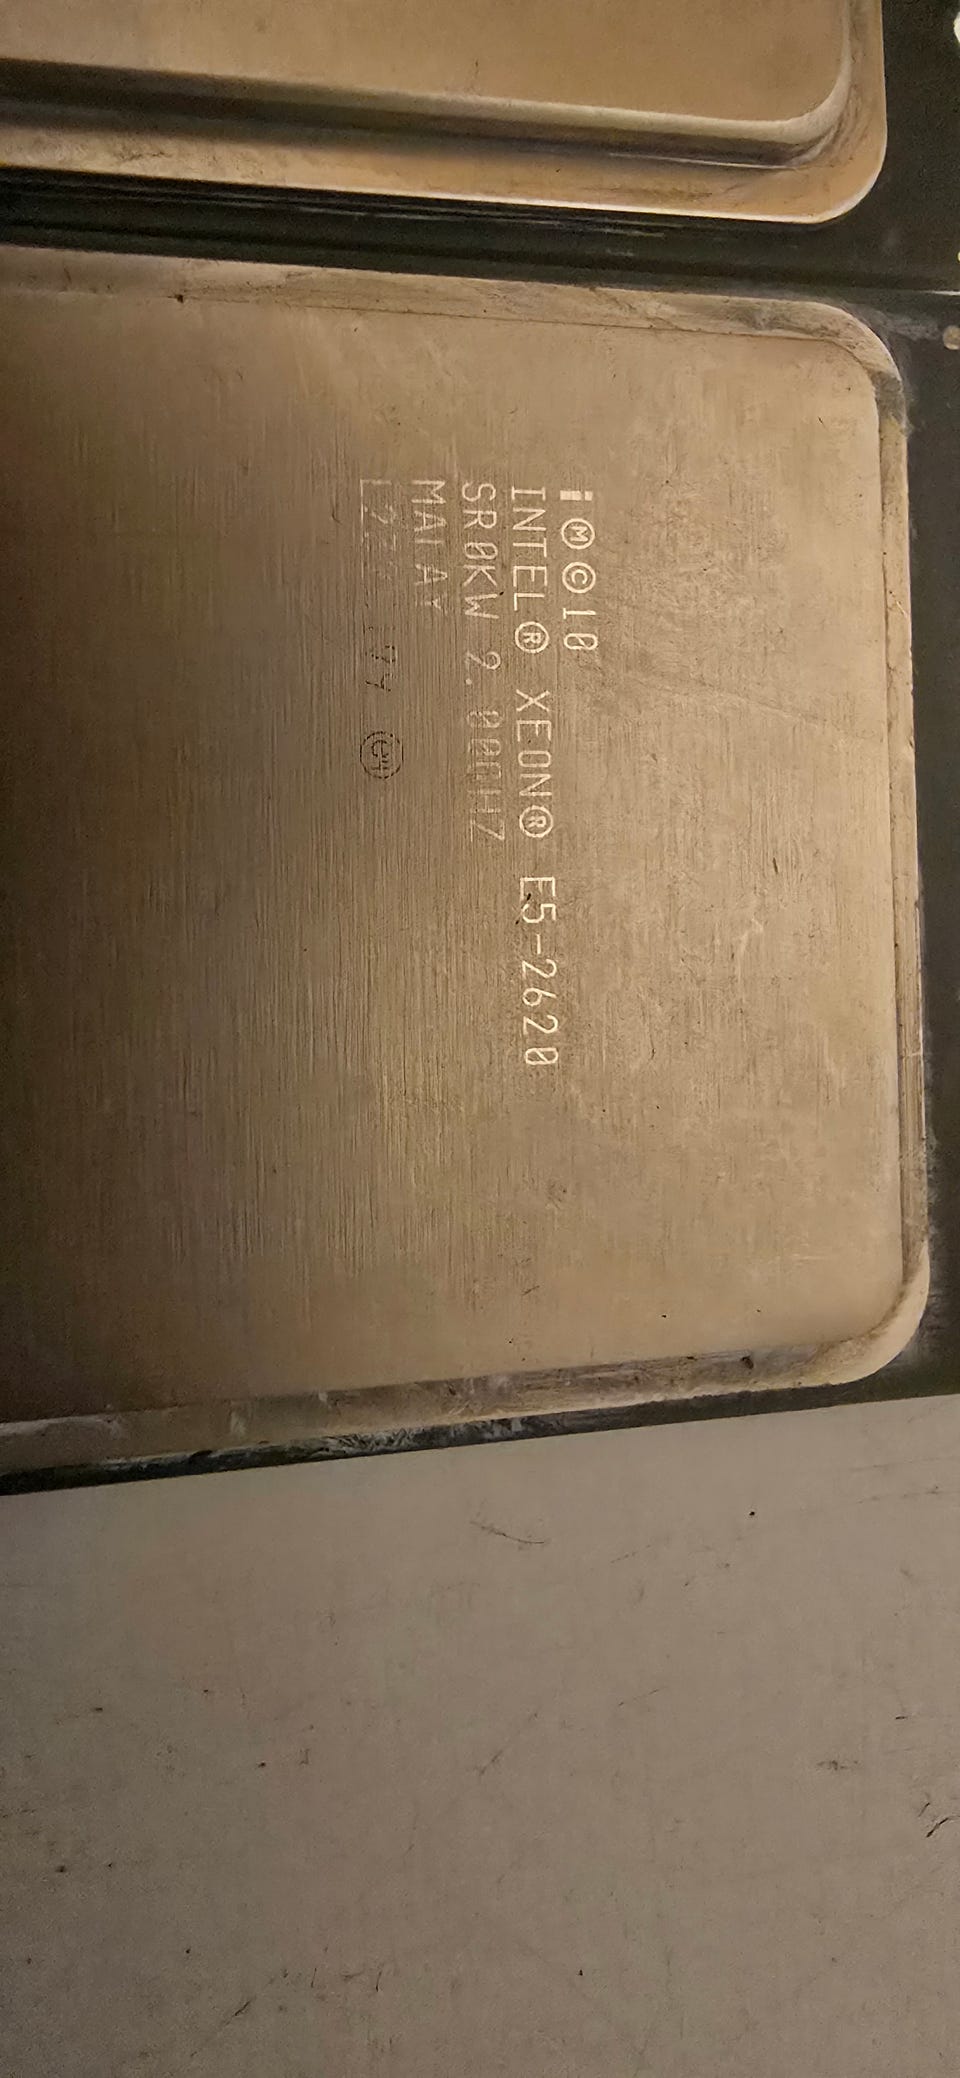 i Ⓜ©10
INTEL® XEON® E5-2620
SR0KW 2.00GHZ
MALAY